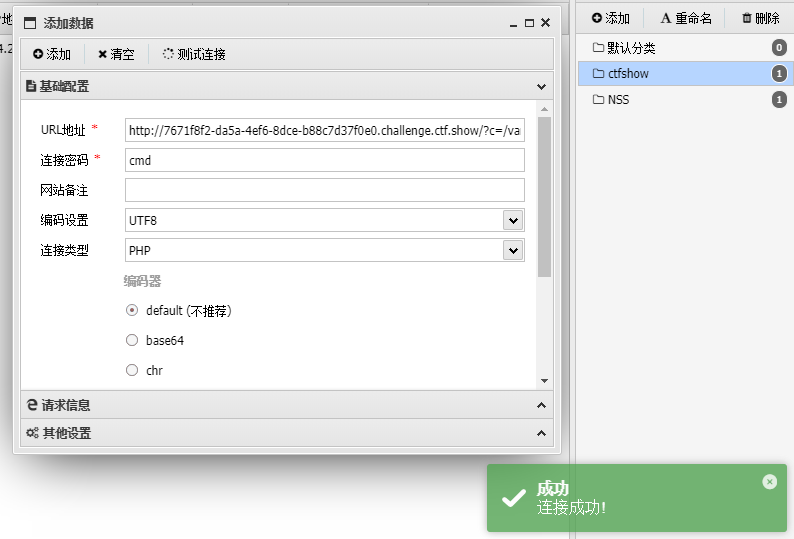 添加数据
添加 清空 测试连接
基础配置
URL地址 * http://7671f8f2-da5a-4ef6-8dce-b88c7d37f0e0.challenge.ctf.show/?c=/va
连接密码 * cmd
网站备注
编码设置 UTF8
连接类型 PHP
编码器
default (不推荐)
base64
chr
请求信息
其他设置
添加 重命名 删除
默认分类 0
ctfshow 1
NSS 1
成功
连接成功!